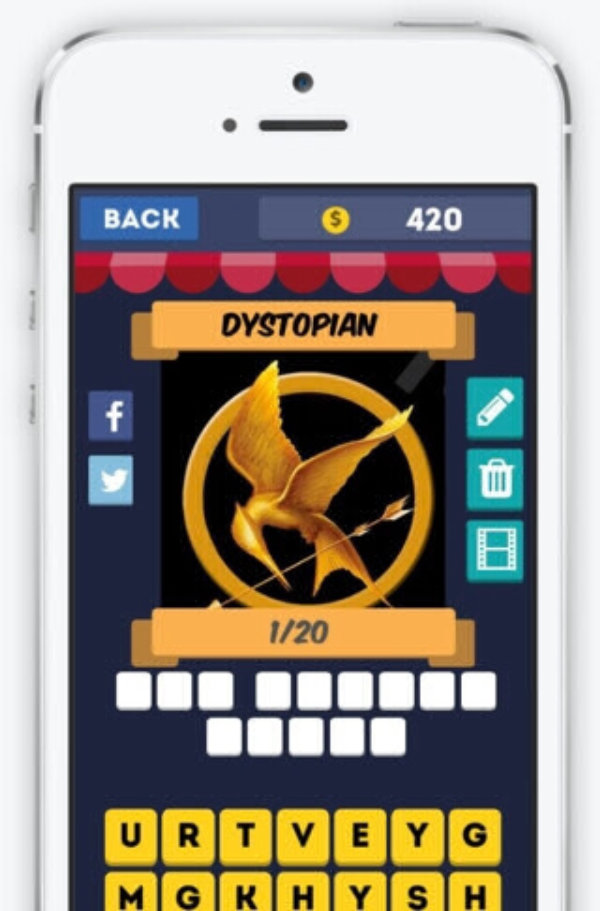 BACK $ 420
DYSTOPIAN
f
1/20
U R T V E Y G
M G K H Y S H